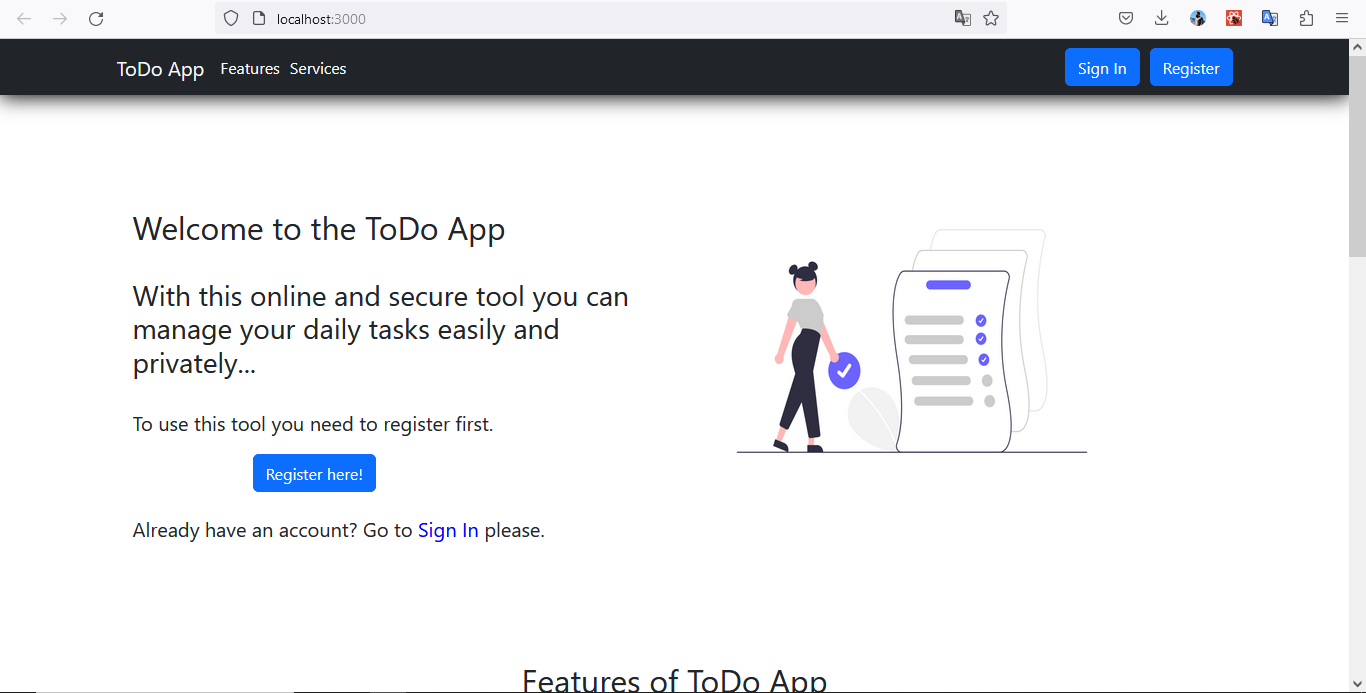 localhost:3000
ToDo App Features Services Sign In Register
Welcome to the ToDo App
With this online and secure tool you can
manage your daily tasks easily and
privately...
To use this tool you need to register first.
Register here!
Already have an account? Go to Sign In please.
Features of ToDo App